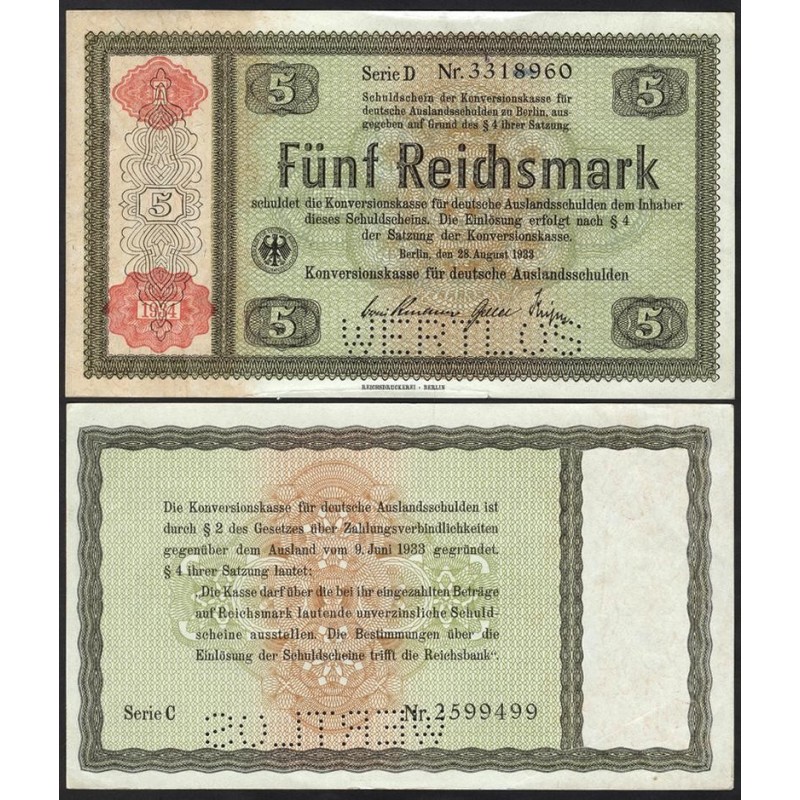 5
Serie D Nr. 3318960
5
Schuldschein der Konversionskasse für
deutsche Auslandsschulden zu Berlin, aus-
gegeben auf Grund des § 4 ihrer Satzung
Fünf Reichsmark
schuldet die Konversionskasse für deutsche Auslandsschulden dem Inhaber
dieses Schuldscheins. Die Einlösung erfolgt nach § 4
der Satzung der Konversionskasse.
Berlin, den 28. August 1933
Konversionskasse für deutsche Auslandsschulden
5
1934
5
5
WERTLOS
REICHSDRUCKEREI · BERLIN
Die Konversionskasse für deutsche Auslandsschulden ist
durch § 2 des Gesetzes über Zahlungsverbindlichkeiten
gegenüber dem Ausland vom 9. Juni 1933 gegründet.
§ 4 ihrer Satzung lautet:
„Die Kasse darf über die bei ihr eingezahlten Beträge
auf Reichsmark lautende unverzinsliche Schuld-
scheine ausstellen. Die Bestimmungen über die
Einlösung der Schuldscheine trifft die Reichsbank“.
Serie C Nr. 2599499
WERTLOS